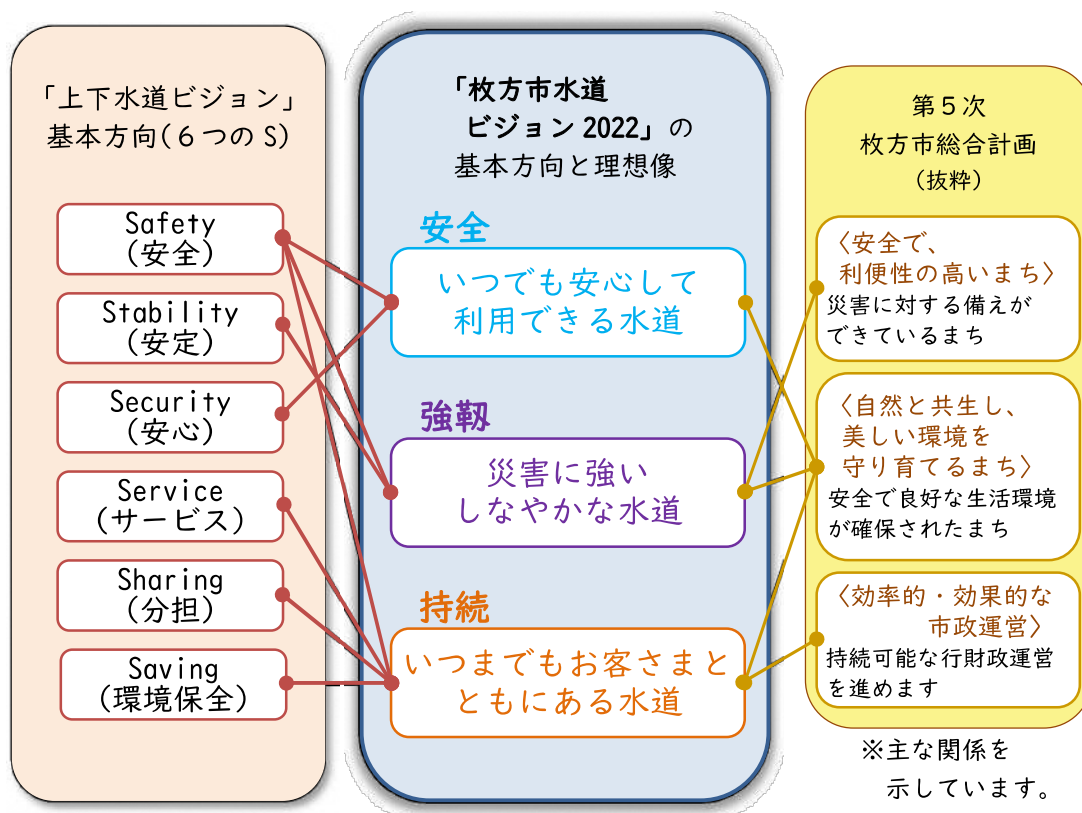 「上下水道ビジョン」
基本方向(６つのS)
Safety
(安全)
Stability
(安定)
Security
(安心)
Service
(サービス)
Sharing
(分担)
Saving
(環境保全)
「枚方市水道
ビジョン2022」の
基本方向と理想像
安全
いつでも安心して
利用できる水道
強靱
災害に強い
しなやかな水道
持続
いつまでもお客さまと
ともにある水道
第５次
枚方市総合計画
(抜粋)
〈安全で、
利便性の高いまち〉
災害に対する備えが
できているまち
〈自然と共生し、
美しい環境を
守り育てるまち〉
安全で良好な生活環境
が確保されたまち
〈効率的・効果的な
市政運営〉
持続可能な行財政運営
を進めます
※主な関係を
示しています。